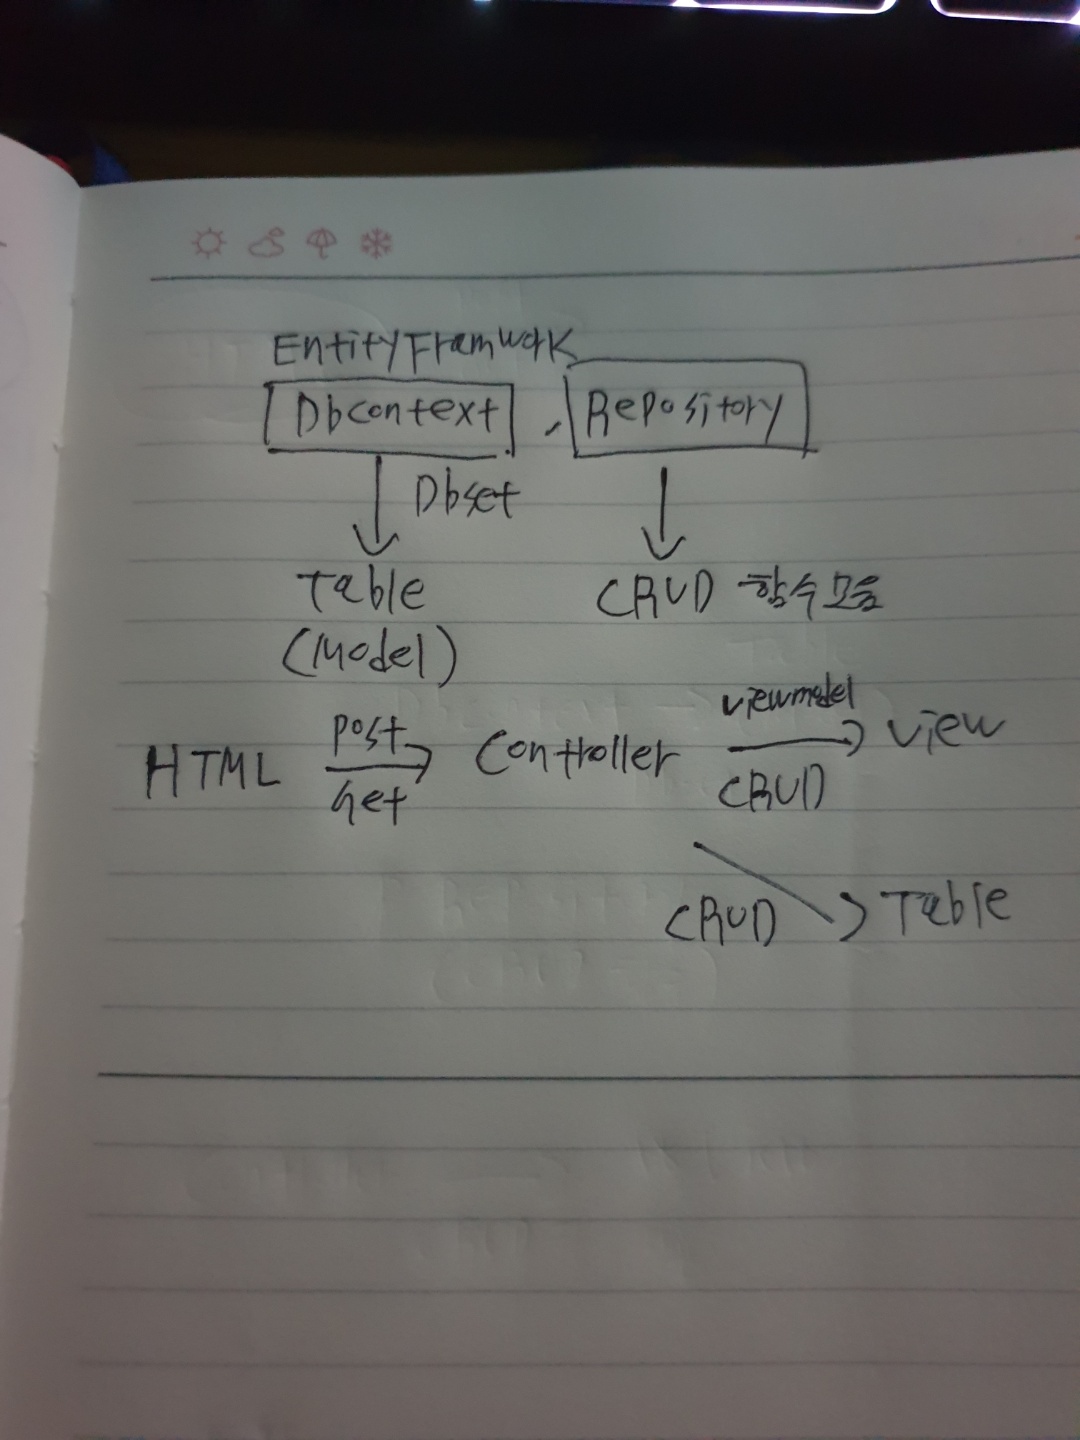 EntityFramwork
Dbcontext, Repository
Dbset
Table
(Model)
CRUD 함수모음
HTML
Post
Get
Controller
viewmodel
CRUD
view
CRUD
Table